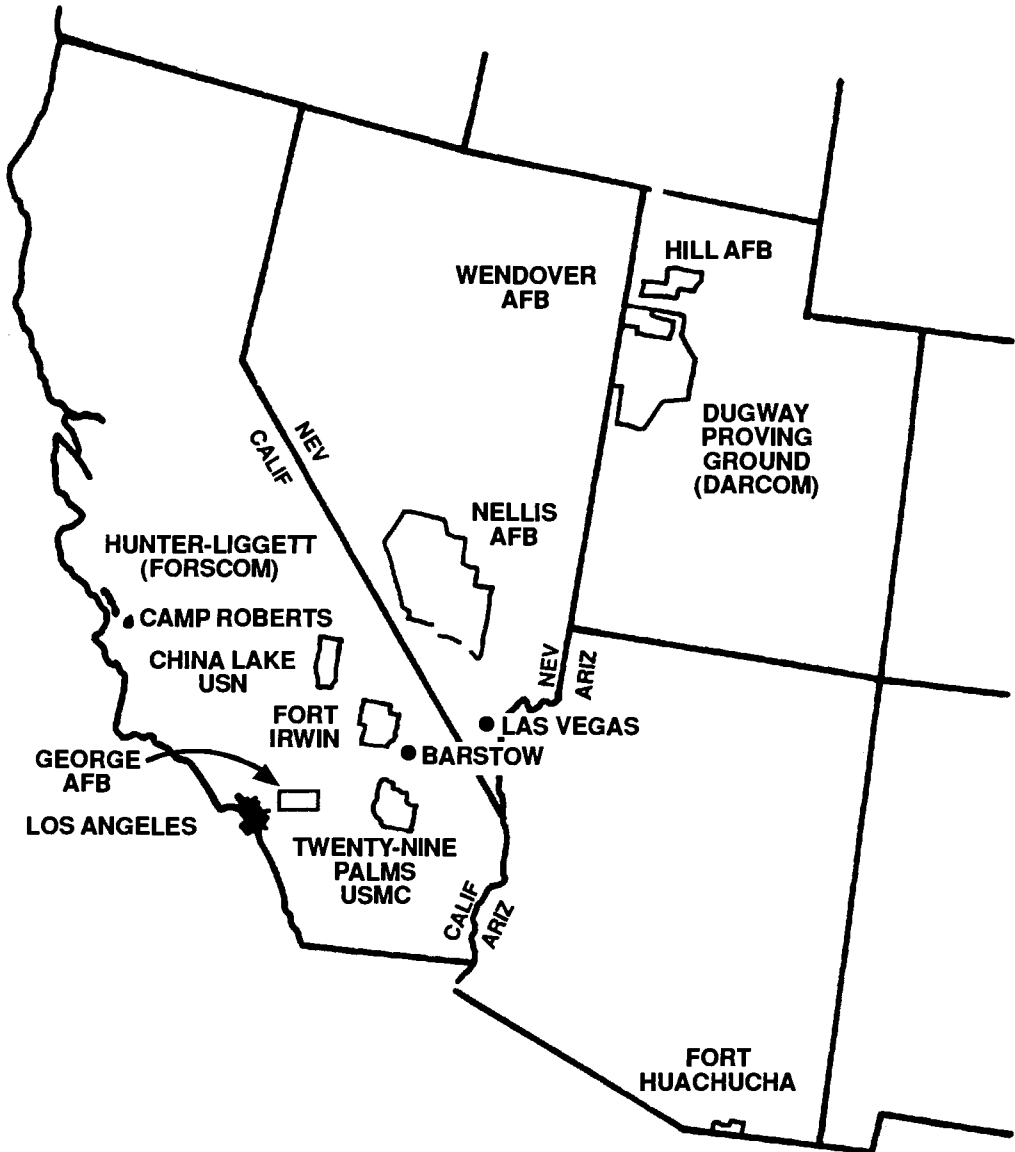 HILL AFB
WENDOVER
AFB
DUGWAY
PROVING
GROUND
(DARCOM)
NEV
CALIF
NELLIS
AFB
HUNTER-LIGGETT
(FORSCOM)
CAMP ROBERTS
CHINA LAKE
USN
NEV
ARIZ
FORT
IRWIN
LAS VEGAS
BARSTOW
GEORGE
AFB
LOS ANGELES
TWENTY-NINE
PALMS
USMC
CALIF
ARIZ
FORT
HUACHUCHA